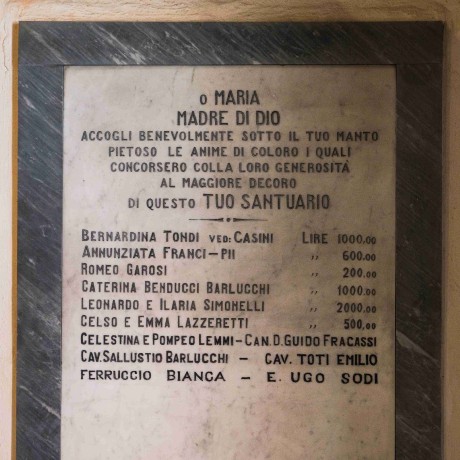 O MARIA
MADRE DI DIO
ACCOGLI BENEVOLMENTE SOTTO IL TUO MANTO
PIETOSO LE ANIME DI COLORO I QUALI
CONCORSERO COLLA LORO GENEROSITÁ
AL MAGGIORE DECORO
DI QUESTO TUO SANTUARIO
BERNARDINA TONDI VED: CASINI LIRE 1000.00
ANNUNZIATA FRANCI-PII ,, 600.00
ROMEO GAROSI ,, 200.00
CATERINA BENDUCCI BARLUCCHI ,, 1000.00
LEONARDO E ILARIA SIMONELLI ,, 2000.00
CELSO E EMMA LAZZERETTI ,, 500,00
CELESTINA E POMPEO LEMMI-CAN. D. GUIDO FRACASSI
CAV. SALLUSTIO BARLUCCHI - CAV. TOTI EMILIO
FERRUCCIO BIANCA - E. UGO SODI